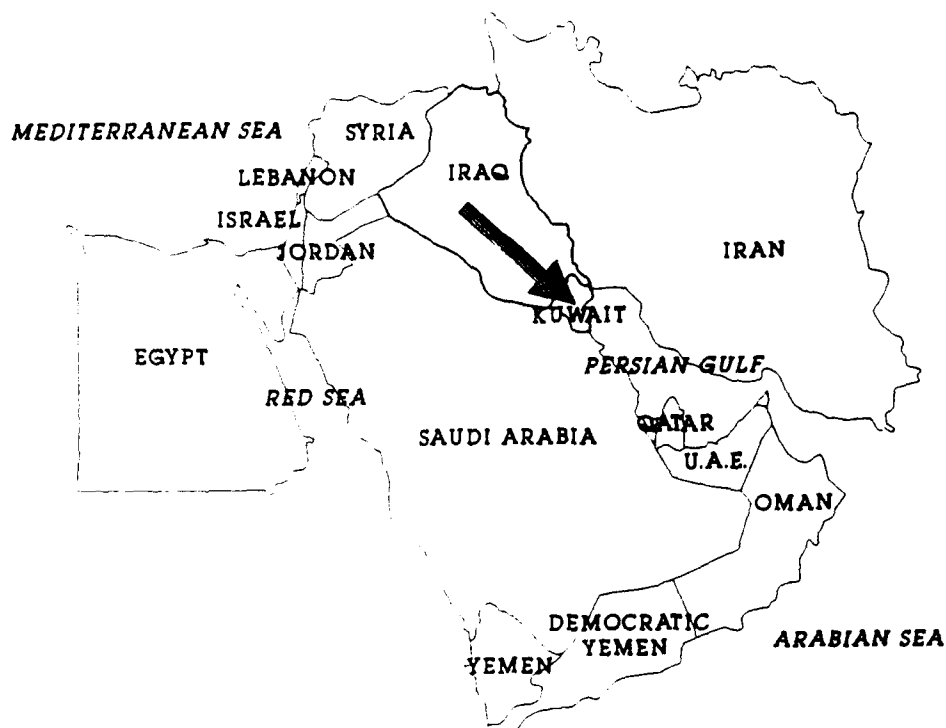 MEDITERRANEAN SEA
SYRIA
LEBANON
IRAQ
ISRAEL
JORDAN
IRAN
KUWAIT
EGYPT
PERSIAN GULF
RED SEA
QATAR
SAUDI ARABIA
U.A.E.
OMAN
DEMOCRATIC
YEMEN
ARABIAN SEA
YEMEN